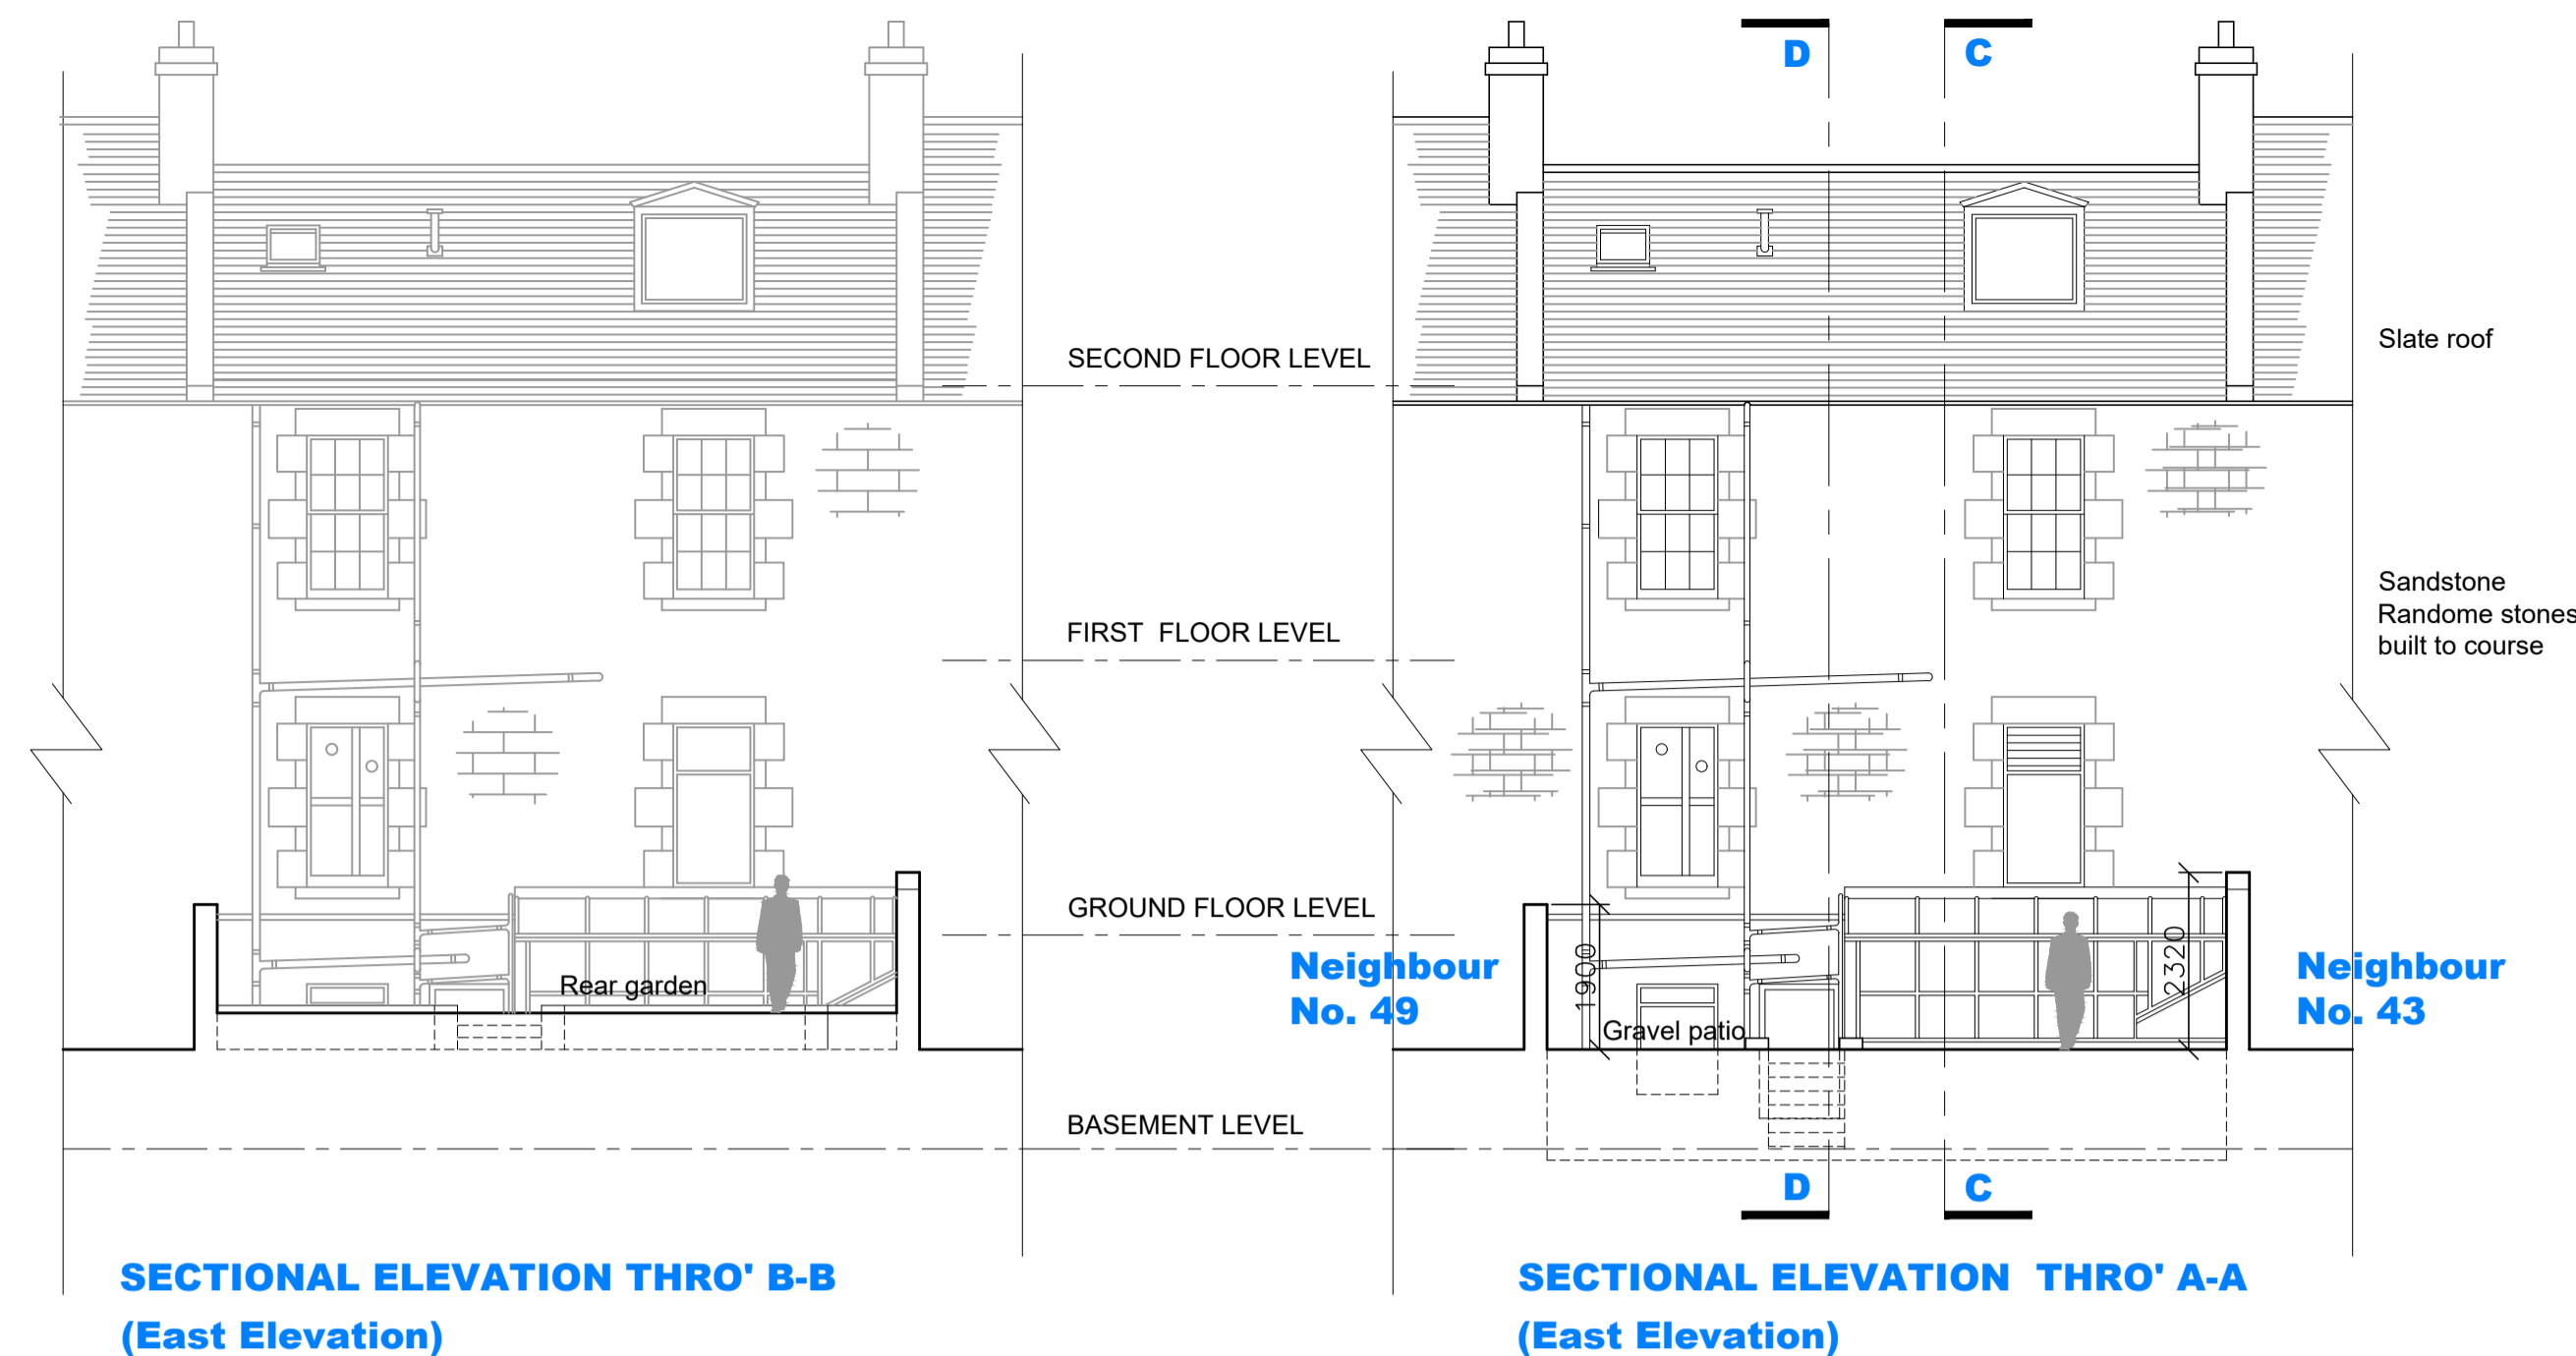 D
C
SECOND FLOOR LEVEL
Slate roof
FIRST FLOOR LEVEL
Sandstone
Randome stones
built to course
GROUND FLOOR LEVEL
Neighbour
No. 49
Neighbour
No. 43
Rear garden
1900
2320
Gravel patio
BASEMENT LEVEL
D
C
SECTIONAL ELEVATION THRO' B-B
(East Elevation)
SECTIONAL ELEVATION THRO' A-A
(East Elevation)